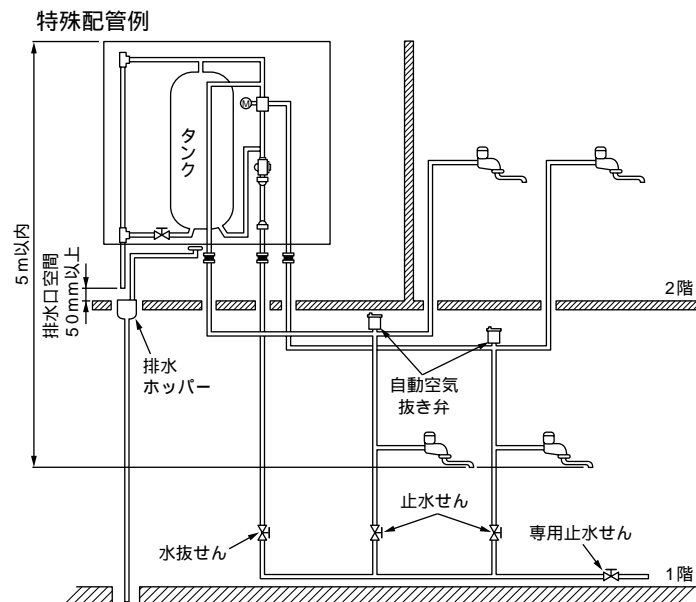 特殊配管例
M
タンク
5m以内
排水口空間
50mm以上
2階
排水
ホッパー
自動空気
抜き弁
水抜せん
止水せん
専用止水せん
1階